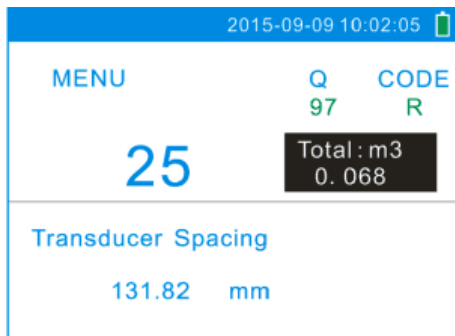 2015-09-09 10:02:05
MENU Q CODE
97 R
25
Total:m3
0.068
Transducer Spacing
131.82 mm